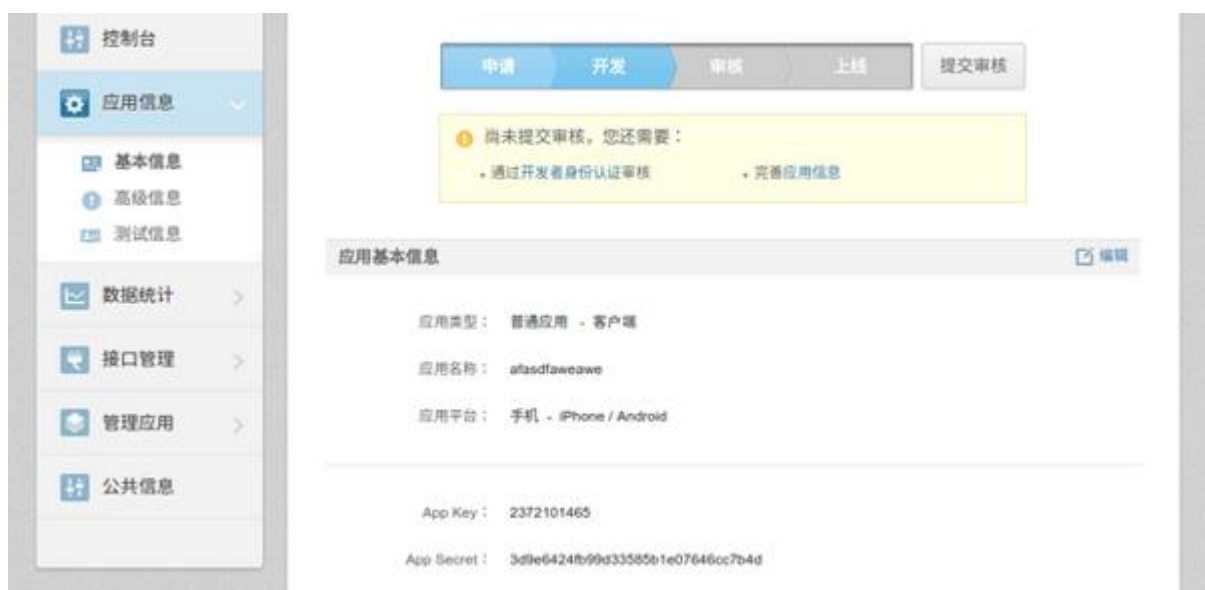 控制台
应用信息
基本信息
高级信息
测试信息
数据统计
接口管理
管理应用
公共信息
申请 开发 审核 上线 提交审核
尚未提交审核，您还需要：
• 通过开发者身份认证审核 • 完善应用信息
应用基本信息 编辑
应用类型： 普通应用 - 客户端
应用名称： afasdfaweawe
应用平台： 手机 - iPhone / Android
App Key： 2372101465
App Secret： 3d9e6424fb99d33585b1e07646cc7b4d